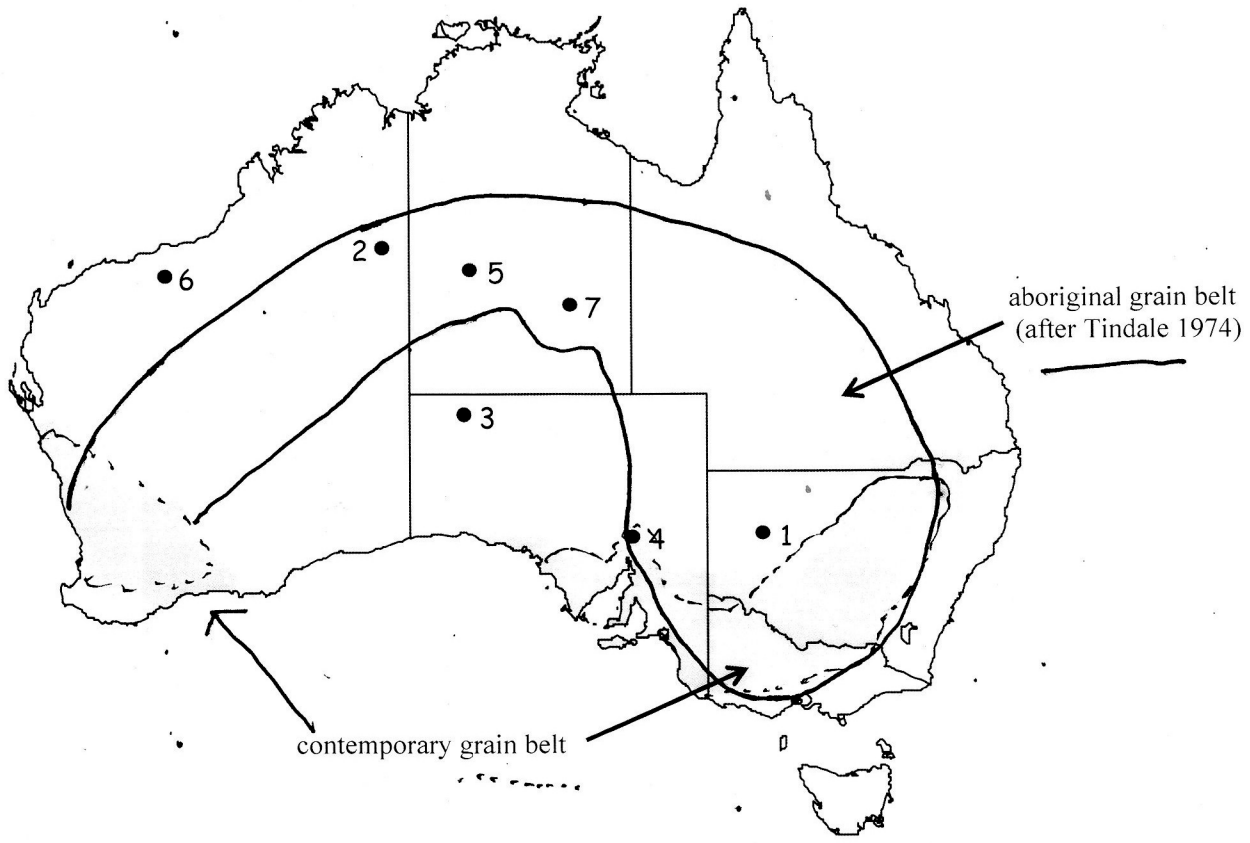 2
5
6
7
aboriginal grain belt
(after Tindale 1974)
3
4
1
contemporary grain belt